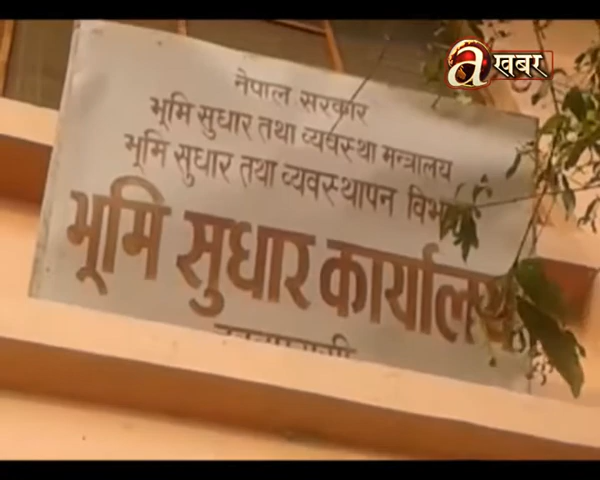 a खबर
नेपाल सरकार
भूमि सुधार तथा व्यवस्था मन्त्रालय
भूमि सुधार तथा व्यवस्थापन
भूमि सुधार कार्यालय